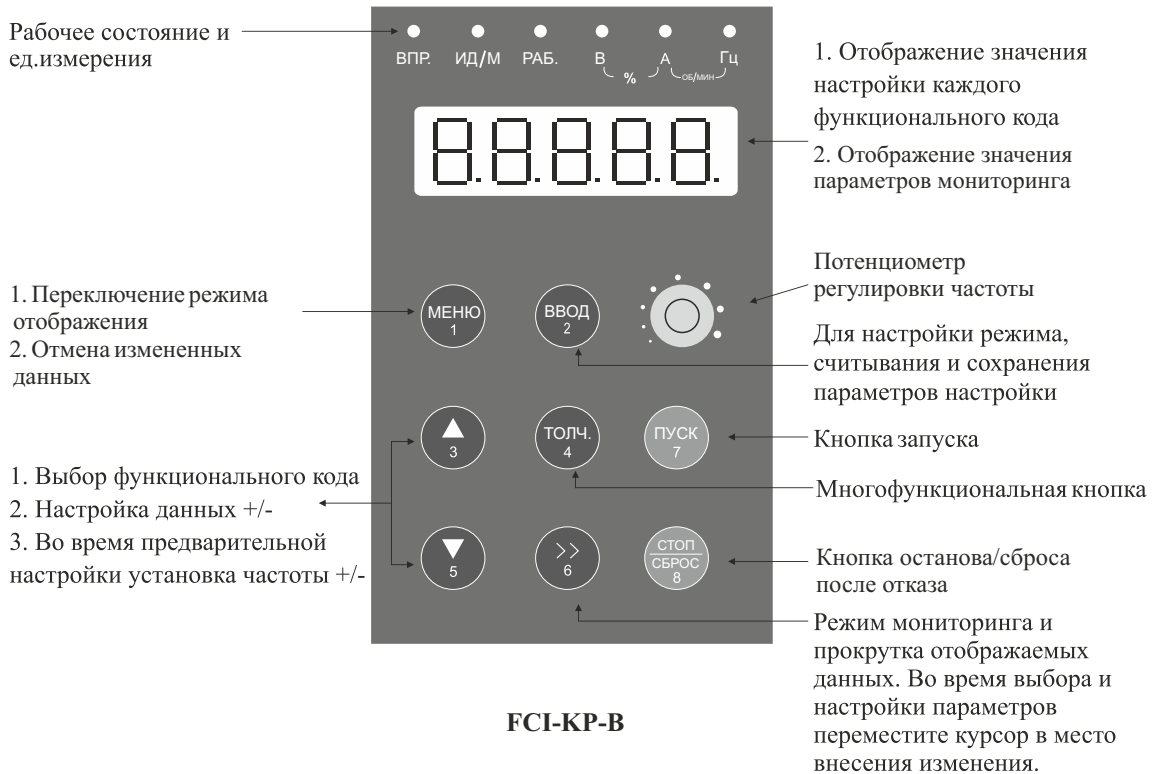 Рабочее состояние и
ед.измерения
ВПР. ИД/М РАБ. В А Гц
% ОБ/МИН
1. Отображение значения
настройки каждого
функционального кода
2. Отображение значения
параметров мониторинга
8.8.8.8.8.
1. Переключение режима
отображения
2. Отмена измененных
данных
МЕНЮ
1
ВВОД
2
Потенциометр
регулировки частоты
Для настройки режима,
считывания и сохранения
параметров настройки
3
ТОЛЧ.
4
ПУСК
7
Кнопка запуска
Многофункциональная кнопка
1. Выбор функционального кода
2. Настройка данных +/-
3. Во время предварительной
настройки установка частоты +/-
5
>>
6
СТОП
СБРОС
8
Кнопка останова/сброса
после отказа
Режим мониторинга и
прокрутка отображаемых
данных. Во время выбора и
настройки параметров
переместите курсор в место
внесения изменения.
FCI-KP-B